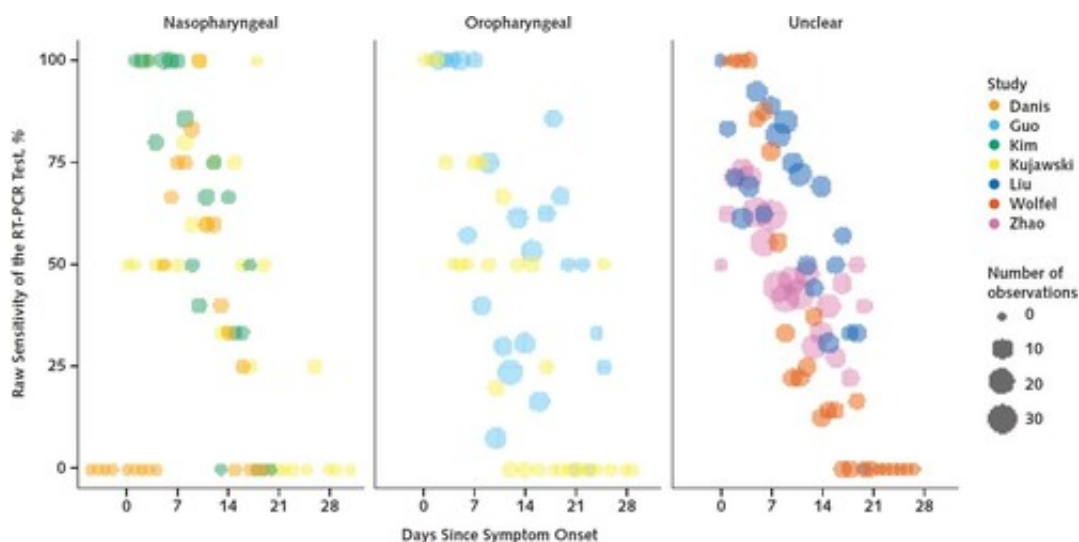 Nasopharyngeal
Oropharyngeal
Unclear
Raw Sensitivity of the RT-PCR Test, %
100
75
50
25
0
0 7 14 21 28
0 7 14 21 28
0 7 14 21 28
Days Since Symptom Onset
Study
Danis
Guo
Kim
Kujawski
Liu
Wolfel
Zhao
Number of
observations
0
10
20
30